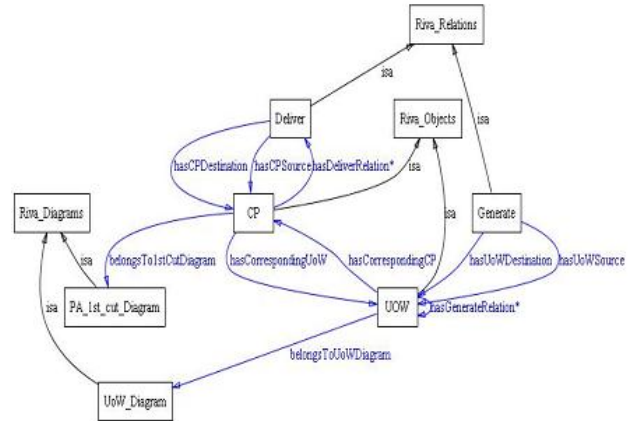 Riva_Relations
isa
Deliver
Riva_Objects
isa
hasCPDestination
hasCPSource
hasDeliverRelation*
isa
Riva_Diagrams
CP
isa
Generate
isa
belongsTo1stCutDiagram
hasCorrespondingUoW
hasCorrespondingCP
hasUoWDestination
hasUoWSource
isa
PA_1st_cut_Diagram
UOW
hasGenerateRelation*
belongsToUoWDiagram
UoW_Diagram